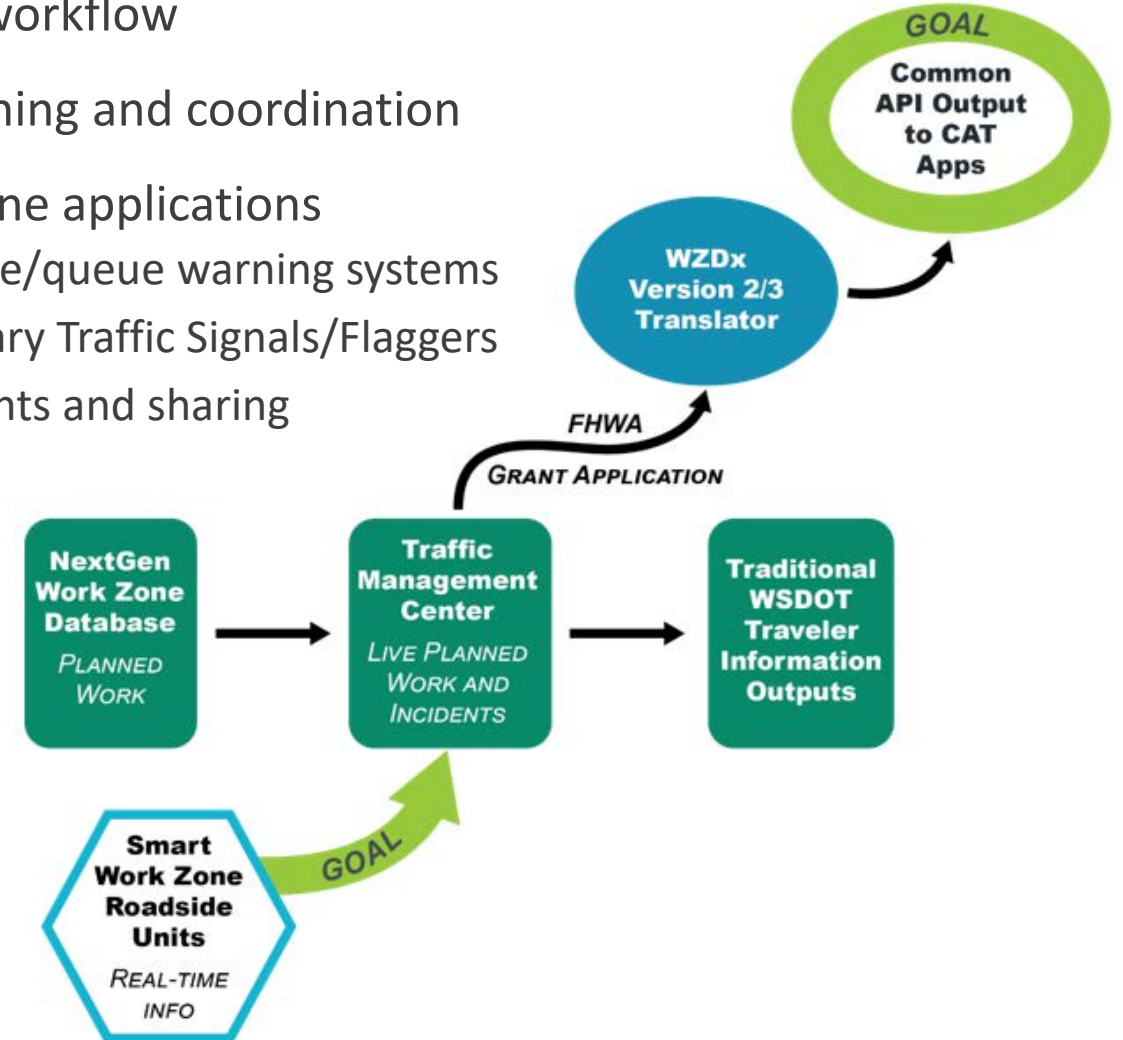 workflow
ning and coordination
ne applications
e/queue warning systems
ary Traffic Signals/Flaggers
nts and sharing
GOAL
Common
API Output
to CAT
Apps
WZDx
Version 2/3
Translator
FHWA
GRANT APPLICATION
NextGen
Work Zone
Database
PLANNED
WORK
Traffic
Management
Center
LIVE PLANNED
WORK AND
INCIDENTS
Traditional
WSDOT
Traveler
Information
Outputs
GOAL
Smart
Work Zone
Roadside
Units
REAL-TIME
INFO